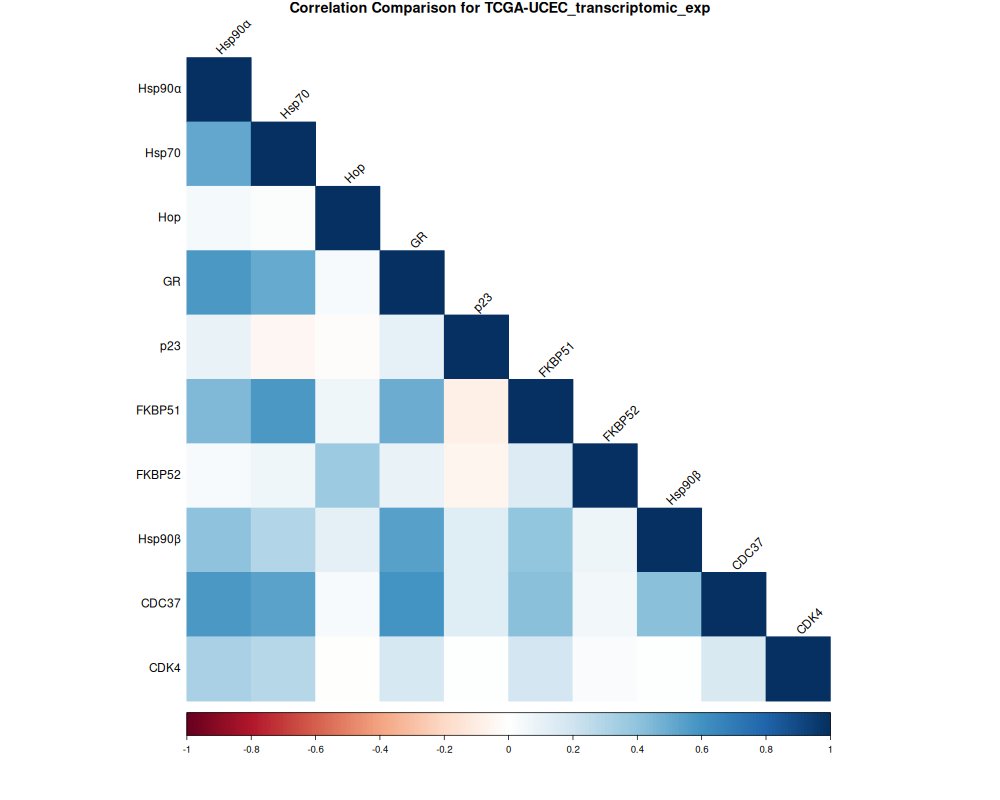 Correlation Comparison for TCGA-UCEC_transcriptomic_exp
Hsp90α
Hsp90α
Hsp70
Hsp70
Hop
Hop
GR
GR
p23
p23
FKBP51
FKBP51
FKBP52
FKBP52
Hsp90β
Hsp90β
CDC37
CDC37
CDK4
CDK4
-1 -0.8 -0.6 -0.4 -0.2 0 0.2 0.4 0.6 0.8 1